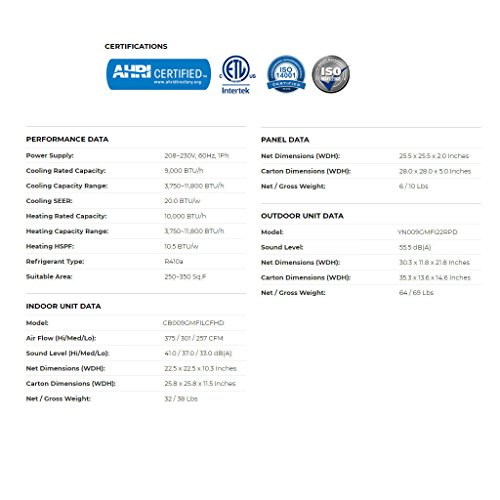 CERTIFICATIONS
AHRI CERTIFIED™
www.ahridirectory.org
ETL
C US
Intertek
ISO
14001
CERTIFIED
ISO
PERFORMANCE DATA
Power Supply: 208-230V, 60Hz, 1Ph
Cooling Rated Capacity: 9,000 BTU/h
Cooling Capacity Range: 3,750~11,800 BTU/h
Cooling SEER: 20.0 BTU/w
Heating Rated Capacity: 10,000 BTU/h
Heating Capacity Range: 3,750~11,800 BTU/h
Heating HSPF: 10.5 BTU/w
Refrigerant Type: R410a
Suitable Area: 250~350 Sq.F
INDOOR UNIT DATA
Model: CB009GMFILCFHD
Air Flow (Hi/Med/Lo): 375 / 301 / 257 CFM
Sound Level (Hi/Med/Lo): 41.0 / 37.0 / 33.0 dB(A)
Net Dimensions (WDH): 22.5 x 22.5 x 10.3 Inches
Carton Dimensions (WDH): 25.8 x 25.8 x 11.5 Inches
Net / Gross Weight: 32 / 38 Lbs
PANEL DATA
Net Dimensions (WDH): 25.5 x 25.5 x 2.0 Inches
Carton Dimensions (WDH): 28.0 x 28.0 x 5.0 Inches
Net / Gross Weight: 6 / 10 Lbs
OUTDOOR UNIT DATA
Model: YN009GMFI22RPD
Sound Level: 55.5 dB(A)
Net Dimensions (WDH): 30.3 x 11.8 x 21.8 Inches
Carton Dimensions (WDH): 35.3 x 13.6 x 14.6 Inches
Net / Gross Weight: 64 / 69 Lbs